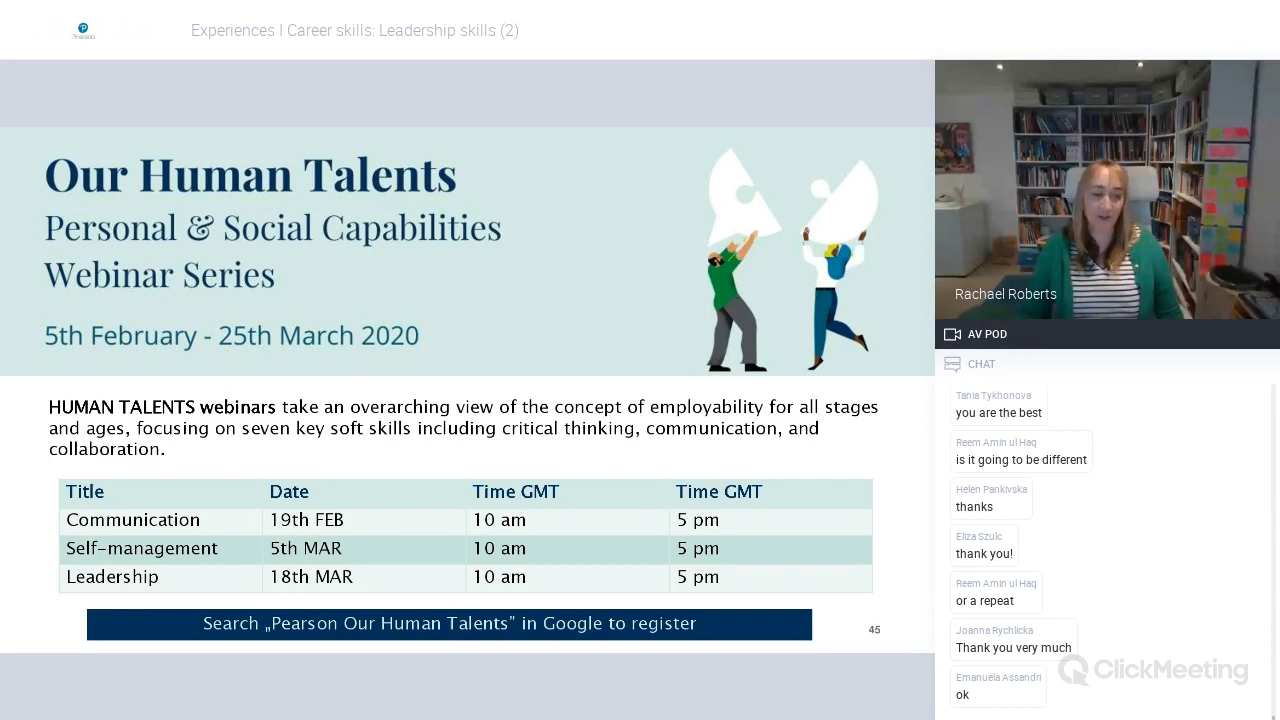 Pearson
Experiences I Career skills: Leadership skills (2)
Our Human Talents
Personal & Social Capabilities
Webinar Series
5th February - 25th March 2020
HUMAN TALENTS webinars take an overarching view of the concept of employability for all stages
and ages, focusing on seven key soft skills including critical thinking, communication, and
collaboration.
Title Date Time GMT Time GMT
Communication 19th FEB 10 am 5 pm
Self-management 5th MAR 10 am 5 pm
Leadership 18th MAR 10 am 5 pm
Search „Pearson Our Human Talents” in Google to register
45
Rachael Roberts
AV POD
CHAT
Tania Tykhonova
you are the best
Reem Amin ul Haq
is it going to be different
Helen Pankivska
thanks
Eliza Szulc
thank you!
Reem Amin ul Haq
or a repeat
Joanna Rychlicka
Thank you very much
Emanuela Assandri
ok
ClickMeeting